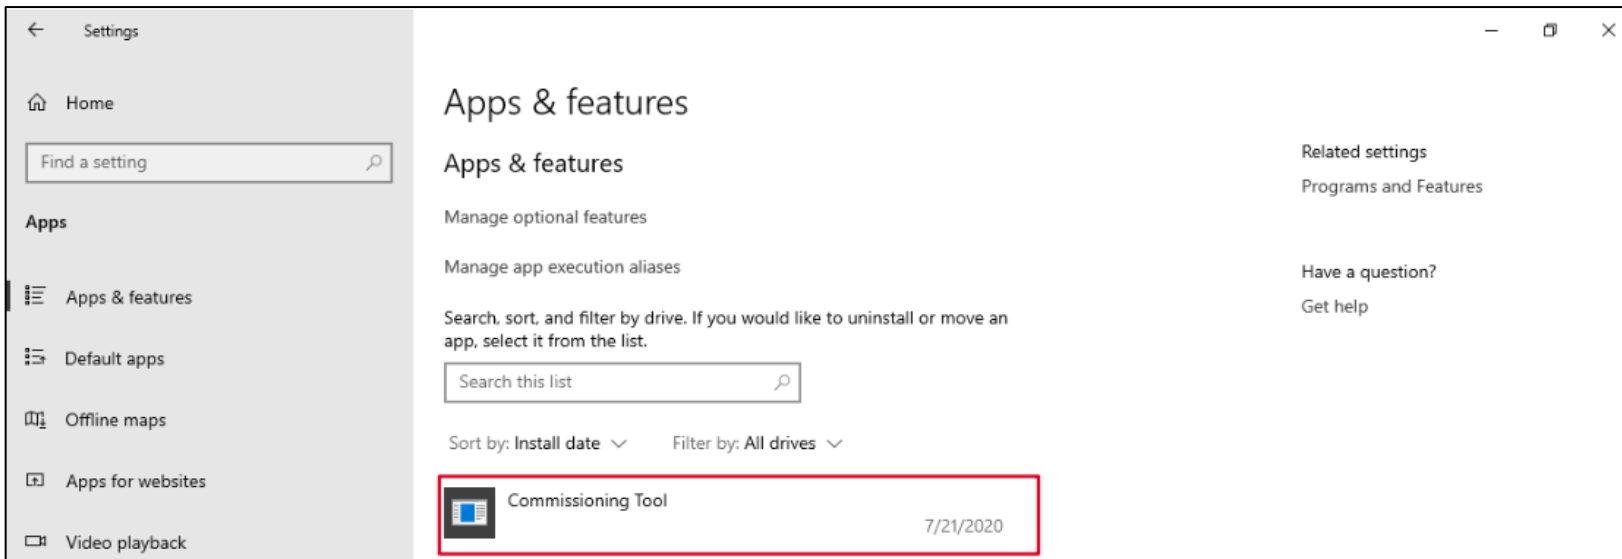 Settings
Home
Find a setting
Apps
Apps & features
Default apps
Offline maps
Apps for websites
Video playback
Apps & features
Apps & features
Manage optional features
Manage app execution aliases
Search, sort, and filter by drive. If you would like to uninstall or move an
app, select it from the list.
Search this list
Sort by: Install date Filter by: All drives
Commissioning Tool
7/21/2020
Related settings
Programs and Features
Have a question?
Get help